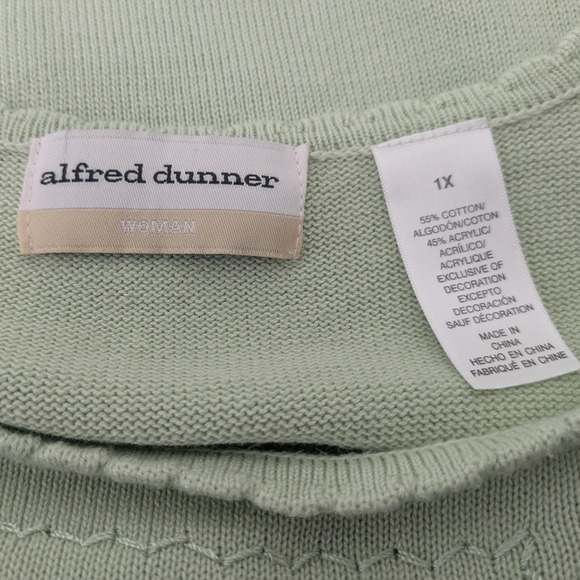 alfred dunner
WOMAN
1X
55% COTTON/
ALGODÓN/COTON
45% ACRYLIC/
ACRÍLICO/
ACRYLIQUE
EXCLUSIVE OF
DECORATION
EXCEPTO
DECORACIÓN
SAUF DÉCORATION
MADE IN
CHINA
HECHO EN CHINA
FABRIQUÉ EN CHINE